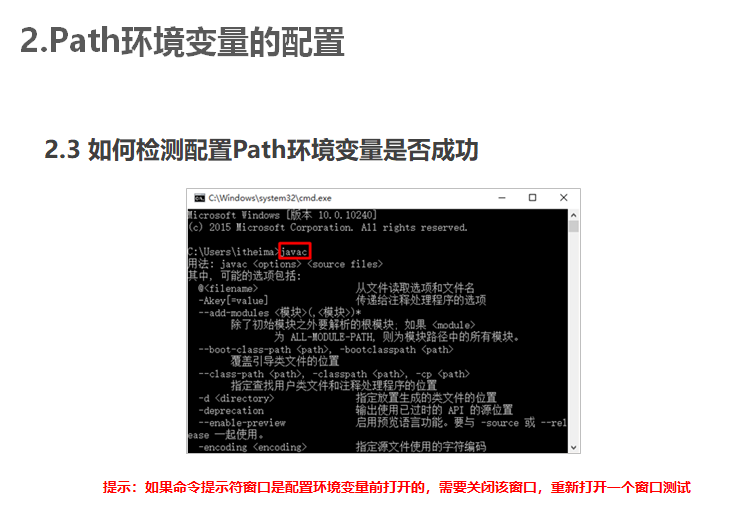 2.Path环境变量的配置
2.3 如何检测配置Path环境变量是否成功
C:\Windows\system32\cmd.exe
Microsoft Windows [版本 10.0.10240]
(c) 2015 Microsoft Corporation. All rights reserved.
C:\Users\itheima>javac
用法: javac <options> <source files>
其中, 可能的选项包括:
@<filename> 从文件读取选项和文件名
-Akey[=value] 传递给注释处理程序的选项
--add-modules <模块>(,<模块>)*
除了初始模块之外要解析的根模块; 如果 <module>
为 ALL-MODULE-PATH, 则为模块路径中的所有模块。
--boot-class-path <path>, -bootclasspath <path>
覆盖引导类文件的位置
--class-path <path>, -classpath <path>, -cp <path>
指定查找用户类文件和注释处理程序的位置
-d <directory> 指定放置生成的类文件的位置
-deprecation 输出使用已过时的 API 的源位置
--enable-preview 启用预览语言功能。要与 -source 或 --rel
ease 一起使用。
-encoding <encoding> 指定源文件使用的字符编码
提示：如果命令提示符窗口是配置环境变量前打开的，需要关闭该窗口，重新打开一个窗口测试